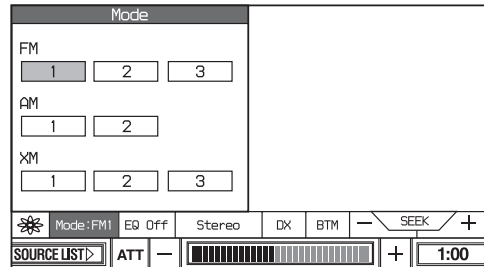 Mode
FM
1 2 3
AM
1 2
XM
1 2 3
Mode:FM1 EQ Off Stereo DX BTM — SEEK +
SOURCE LIST ATT — + 1:00